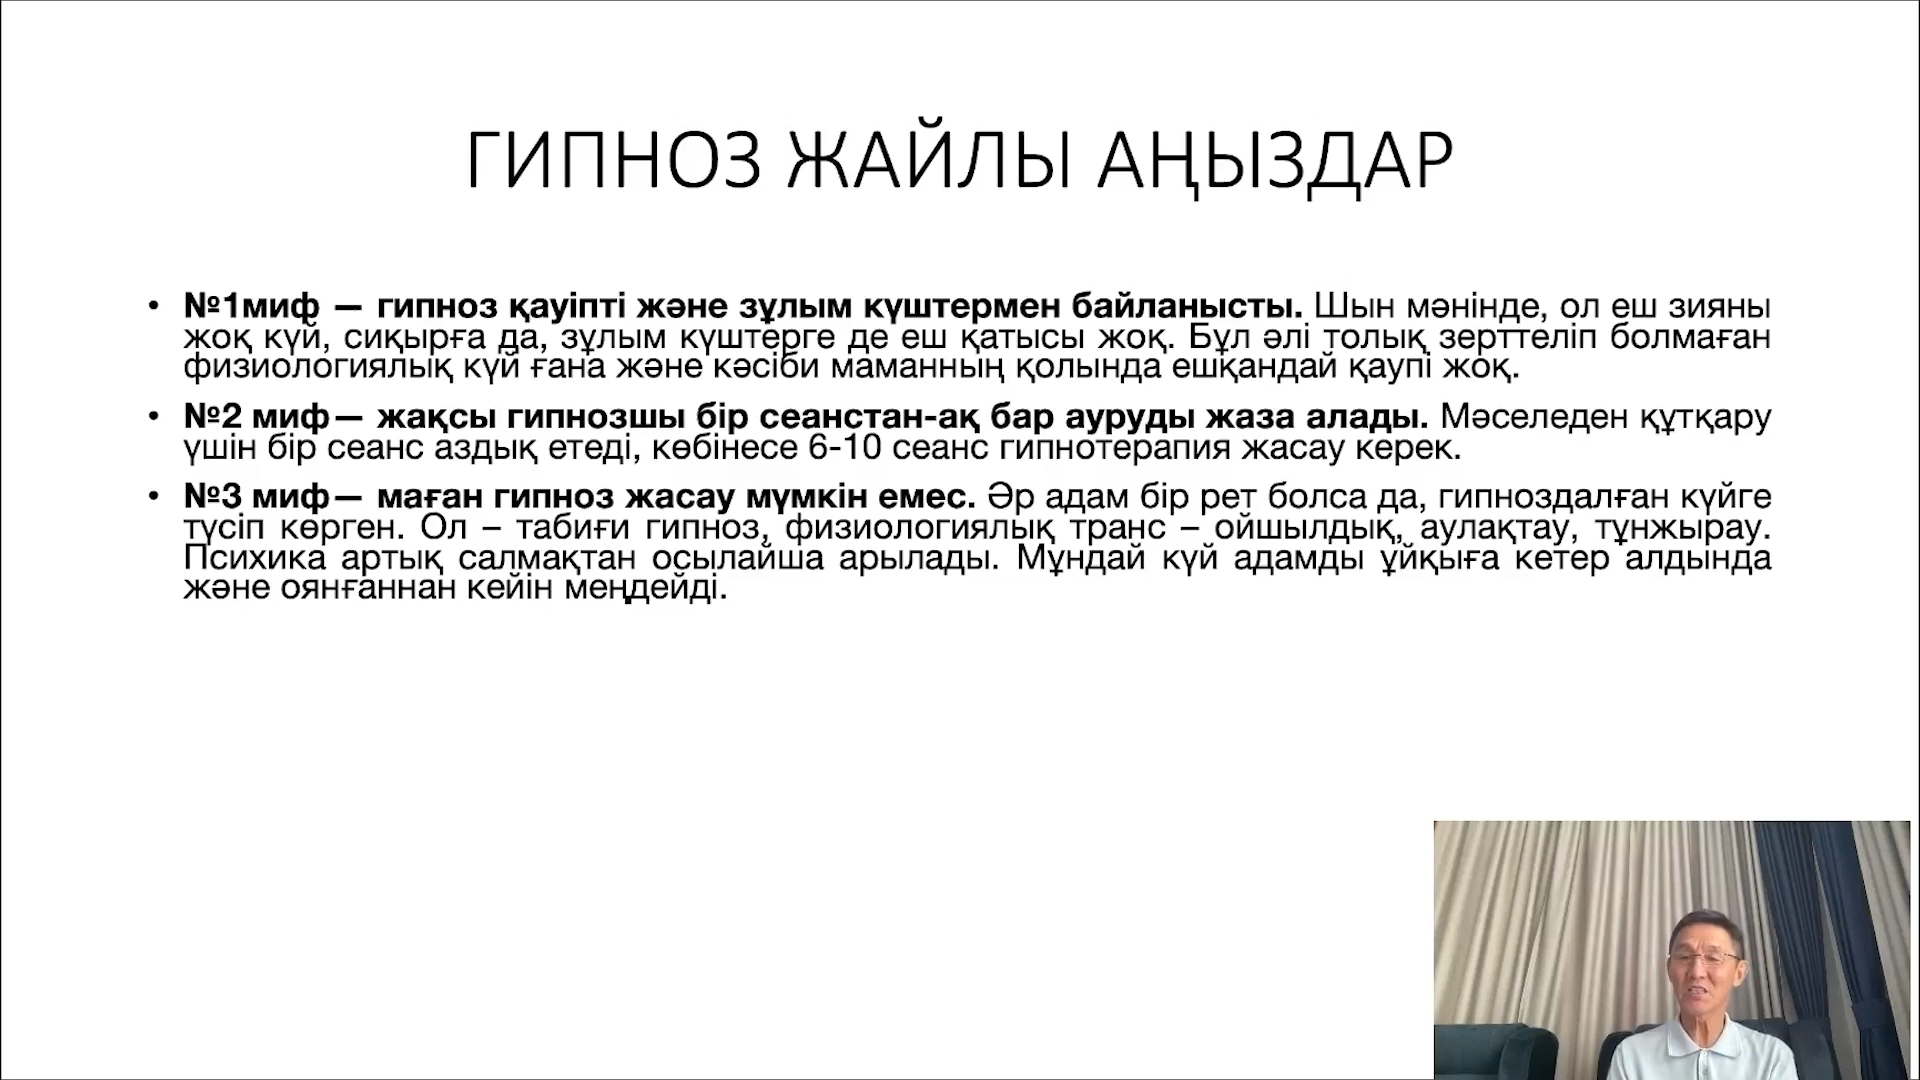 ГИПНОЗ ЖАЙЛЫ АҢЫЗДАР
• №1миф — гипноз қауіпті және зұлым күштермен байланысты. Шын мәнінде, ол еш зияны
жоқ күй, сиқырға да, зұлым күштерге де еш қатысы жоқ. Бұл әлі толық зерттеліп болмаған
физиологиялық күй ғана және кәсіби маманның қолында ешқандай қаупі жоқ.
• №2 миф— жақсы гипнозшы бір сеанстан-ақ бар ауруды жаза алады. Мәселеден құтқару
үшін бір сеанс аздық етеді, көбінесе 6-10 сеанс гипнотерапия жасау керек.
• №3 миф— маған гипноз жасау мүмкін емес. Әр адам бір рет болса да, гипноздалған күйге
түсіп көрген. Ол – табиғи гипноз, физиологиялық транс – ойшылдық, аулақтау, тұнжырау.
Психика артық салмақтан осылайша арылады. Мұндай күй адамды ұйқыға кетер алдында
және оянғаннан кейін меңдейді.